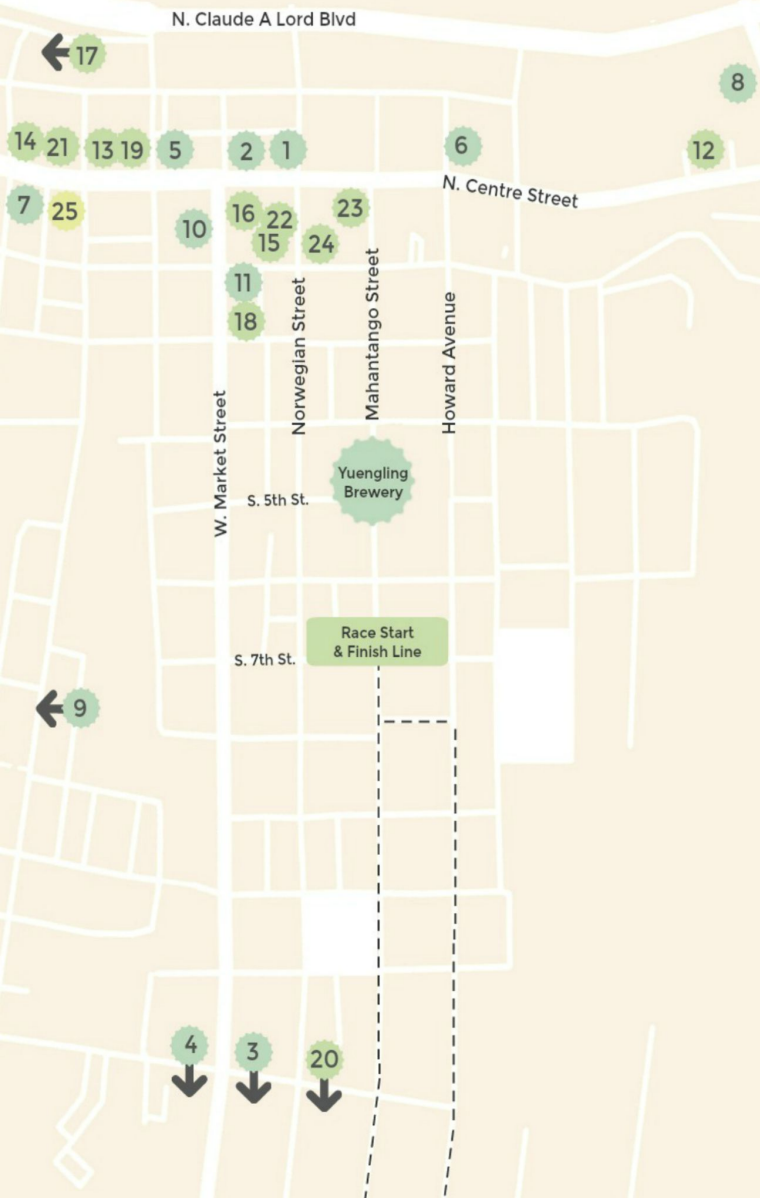 N. Claude A Lord Blvd
17
8
14
21
13
19
5
2
1
6
12
N. Centre Street
7
25
10
16
22
23
15
24
11
18
Norwegian Street
Mahantango Street
Howard Avenue
W. Market Street
Yuengling
Brewery
S. 5th St.
Race Start
& Finish Line
S. 7th St.
9
4
3
20